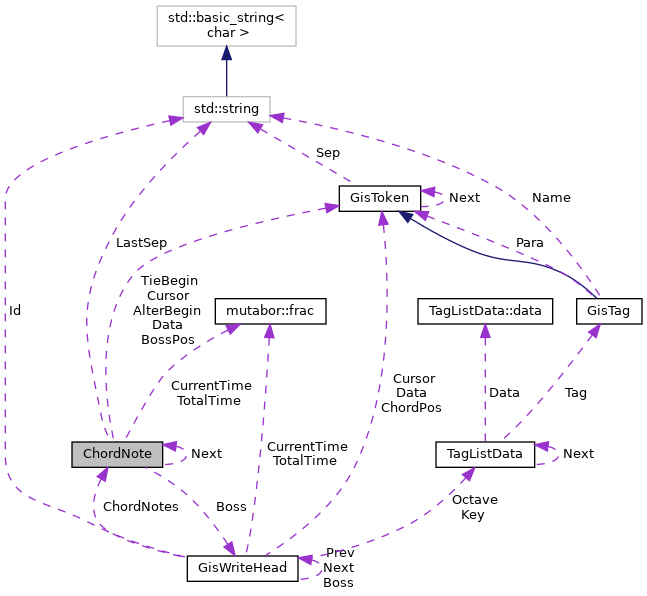 std::basic_string<
char >
std::string
Sep
GisToken
Next
Name
LastSep
Para
TieBegin
Cursor
AlterBegin
Data
BossPos
mutabor::frac
TagListData::data
GisTag
Id
CurrentTime
TotalTime
Cursor
Data
ChordPos
Data
Tag
ChordNote
Next
CurrentTime
TotalTime
TagListData
Next
ChordNotes
Boss
Octave
Key
GisWriteHead
Prev
Next
Boss